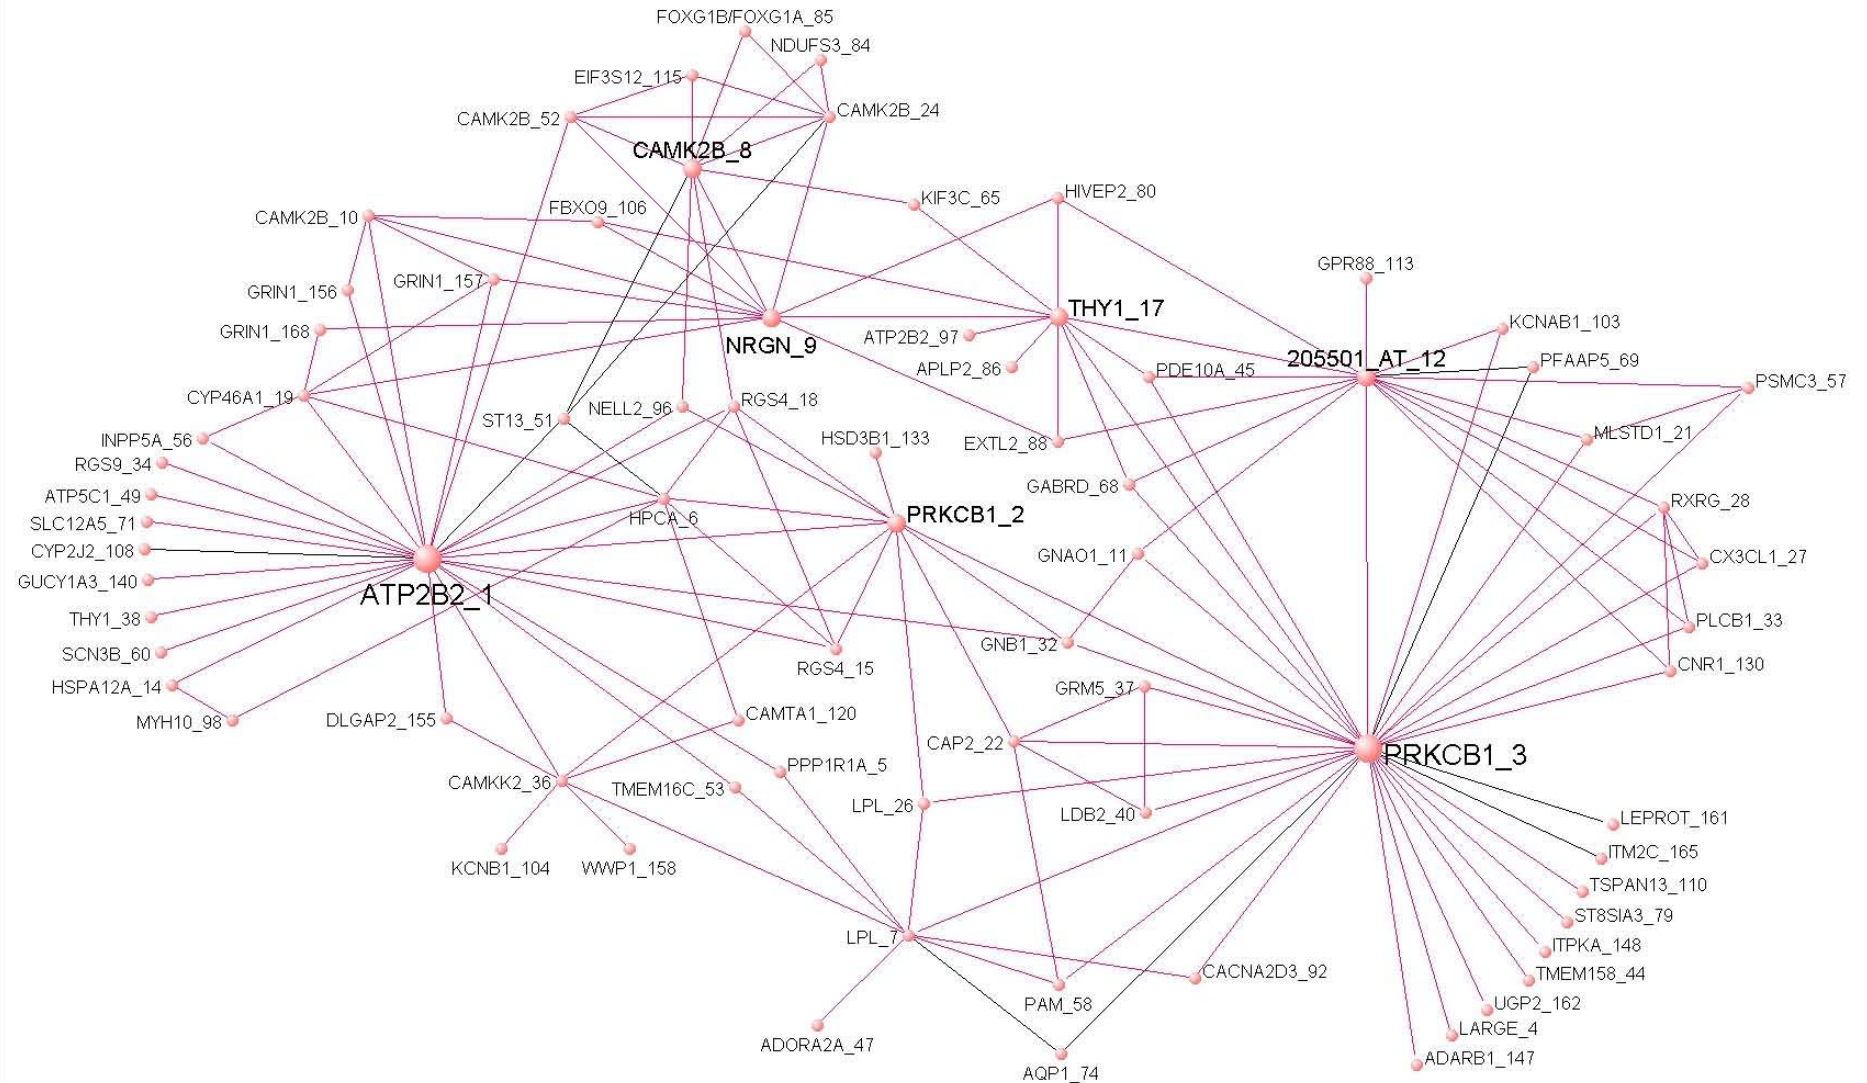 FOXG1B/FOXG1A_85
NDUFS3_84
EIF3S12_115
CAMK2B_24
CAMK2B_52
CAMK2B_8
KIF3C_65
HIVEP2_80
FBXO9_106
CAMK2B_10
GPR88_113
GRIN1_157
GRIN1_156
THY1_17
KCNAB1_103
GRIN1_168
ATP2B2_97
NRGN_9
205501_AT_12
PFAAP5_69
APLP2_86
PDE10A_45
PSMC3_57
CYP46A1_19
RGS4_18
NELL2_96
ST13_51
MLSTD1_21
INPP5A_56
HSD3B1_133
EXTL2_88
RGS9_34
GABRD_68
ATP5C1_49
RXRG_28
PRKCB1_2
HPCA_6
SLC12A5_71
CYP2J2_108
GNAO1_11
CX3CL1_27
GUCY1A3_140
ATP2B2_1
THY1_38
PLCB1_33
GNB1_32
SCN3B_60
CNR1_130
RGS4_15
HSPA12A_14
GRM5_37
MYH10_98
DLGAP2_155
CAMTA1_120
CAP2_22
PRKCB1_3
PPP1R1A_5
CAMKK2_36
TMEM16C_53
LPL_26
LDB2_40
LEPROT_161
ITM2C_165
KCNB1_104
WWP1_158
TSPAN13_110
ST8SIA3_79
LPL_7
ITPKA_148
CACNA2D3_92
TMEM158_44
PAM_58
UGP2_162
LARGE_4
ADORA2A_47
ADARB1_147
AQP1_74